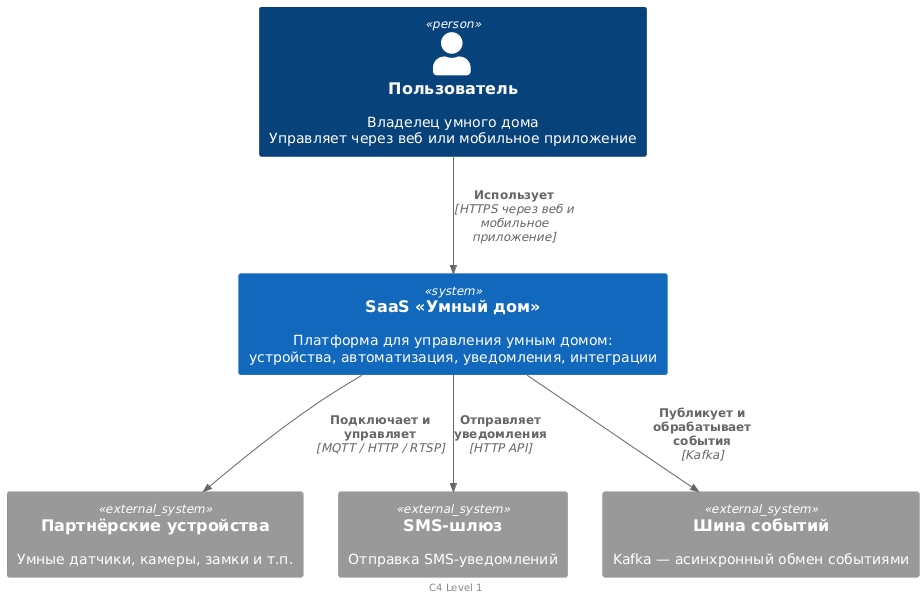 «person»
Пользователь
Владелец умного дома
Управляет через веб или мобильное приложение
Использует
[HTTPS через веб и
мобильное
приложение]
«system»
SaaS «Умный дом»
Платформа для управления умным домом:
устройства, автоматизация, уведомления, интеграции
Подключает и
управляет
[MQTT / HTTP / RTSP]
Отправляет
уведомления
[HTTP API]
Публикует и
обрабатывает
события
[Kafka]
«external_system»
Партнёрские устройства
Умные датчики, камеры, замки и т.п.
«external_system»
SMS-шлюз
Отправка SMS-уведомлений
«external_system»
Шина событий
Kafka — асинхронный обмен событиями
C4 Level 1